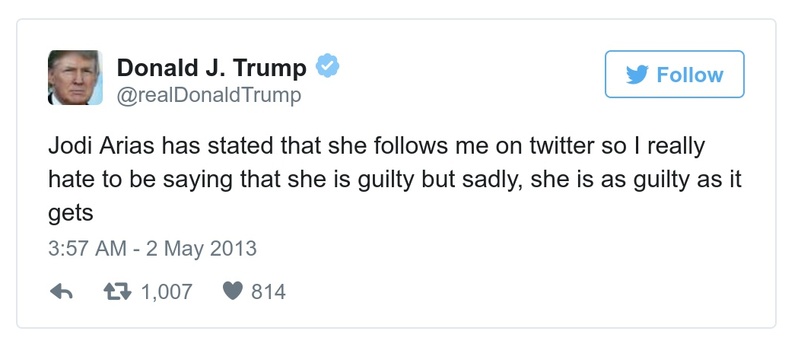 Donald J. Trump
@realDonaldTrump
Follow
Jodi Arias has stated that she follows me on twitter so I really
hate to be saying that she is guilty but sadly, she is as guilty as it
gets
3:57 AM - 2 May 2013
1,007 814